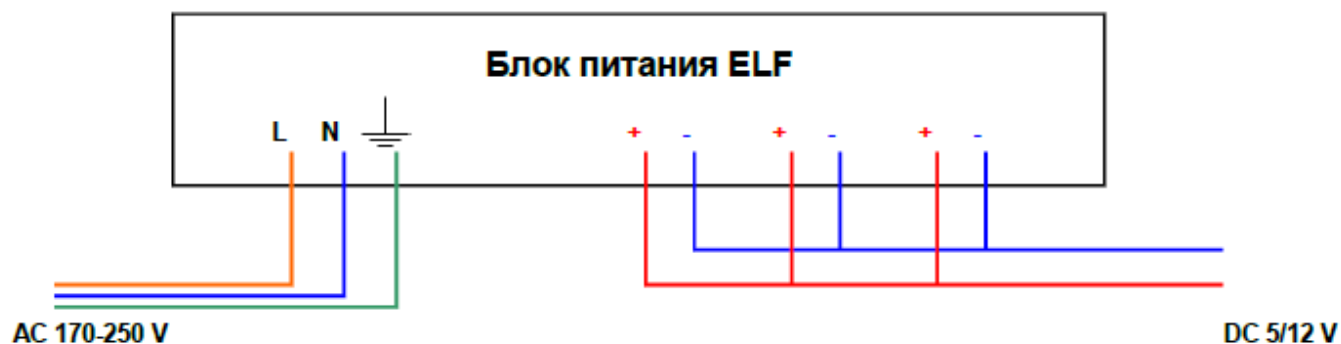 Блок питания ELF
L N + - + - + -
AC 170-250 V
DC 5/12 V